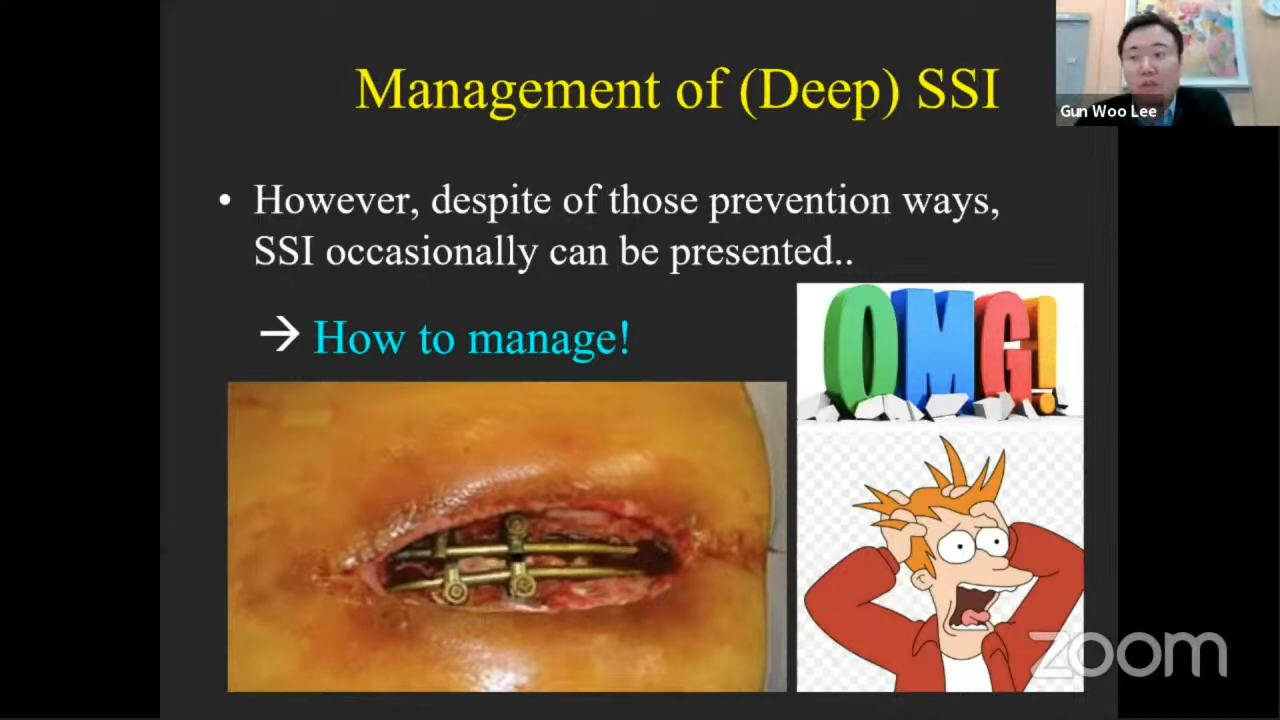 Management of (Deep) SSI
Gun Woo Lee
• However, despite of those prevention ways,
SSI occasionally can be presented..
→ How to manage!
OMG!
zoom